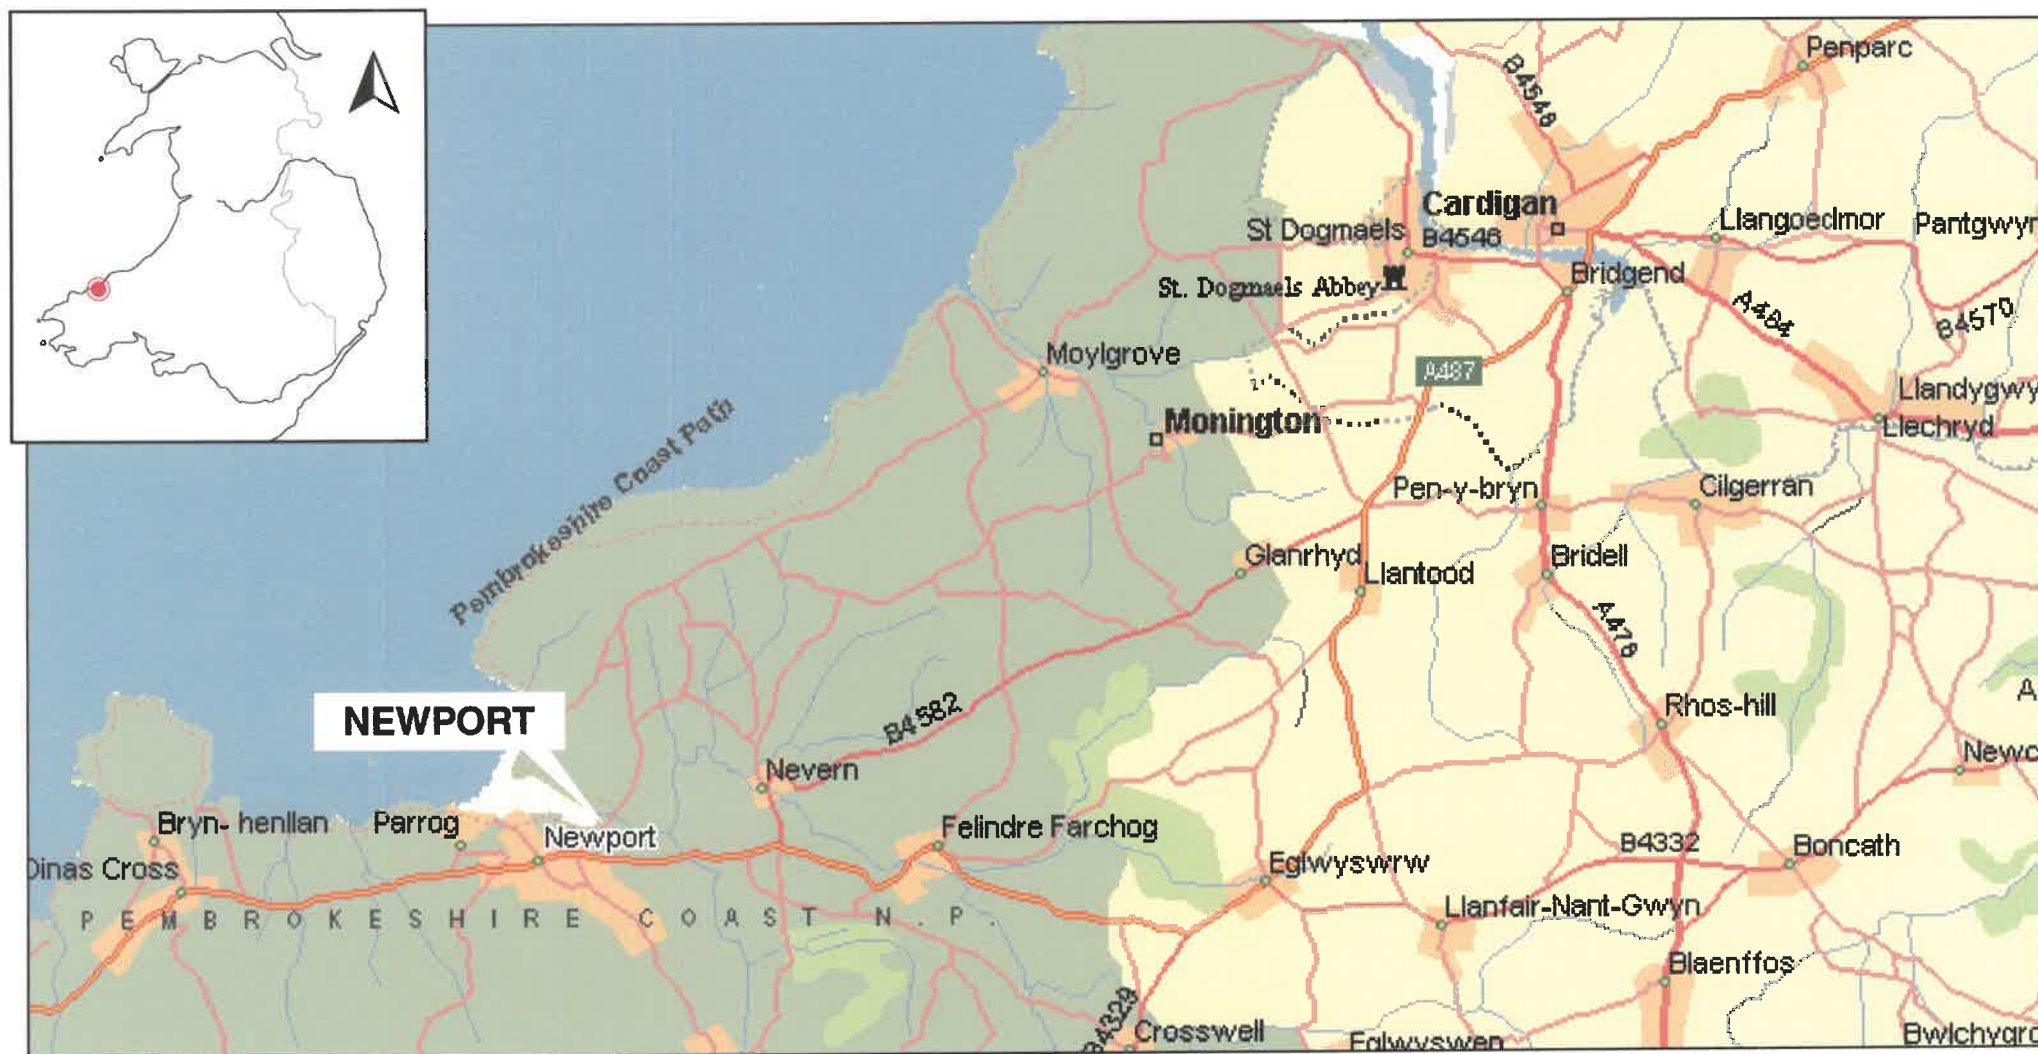 Penparc
B4548
Cardigan
St Dogmaels
B4546
Llangoedmor
Pantgwyn
St. Dogmaels Abbey
Bridgend
A484
B4570
Moylgrove
A487
Llandygwy
Llechryd
Monington
Pembrokeshire Coast Path
Pen-y-bryn
Cilgerran
Glanrhyd
Llantood
Bridell
A478
A
NEWPORT
B4582
Rhos-hill
Newc
Nevern
Bryn-henllan
Parrog
Newport
Felindre Farchog
B4332
Boncath
Dinas Cross
Eglwyswrw
PEMBROKESHIRE COAST N.P.
Llanfair-Nant-Gwyn
Blaenffos
B4329
Crosswell
Eglwyswen
Bwlchygro